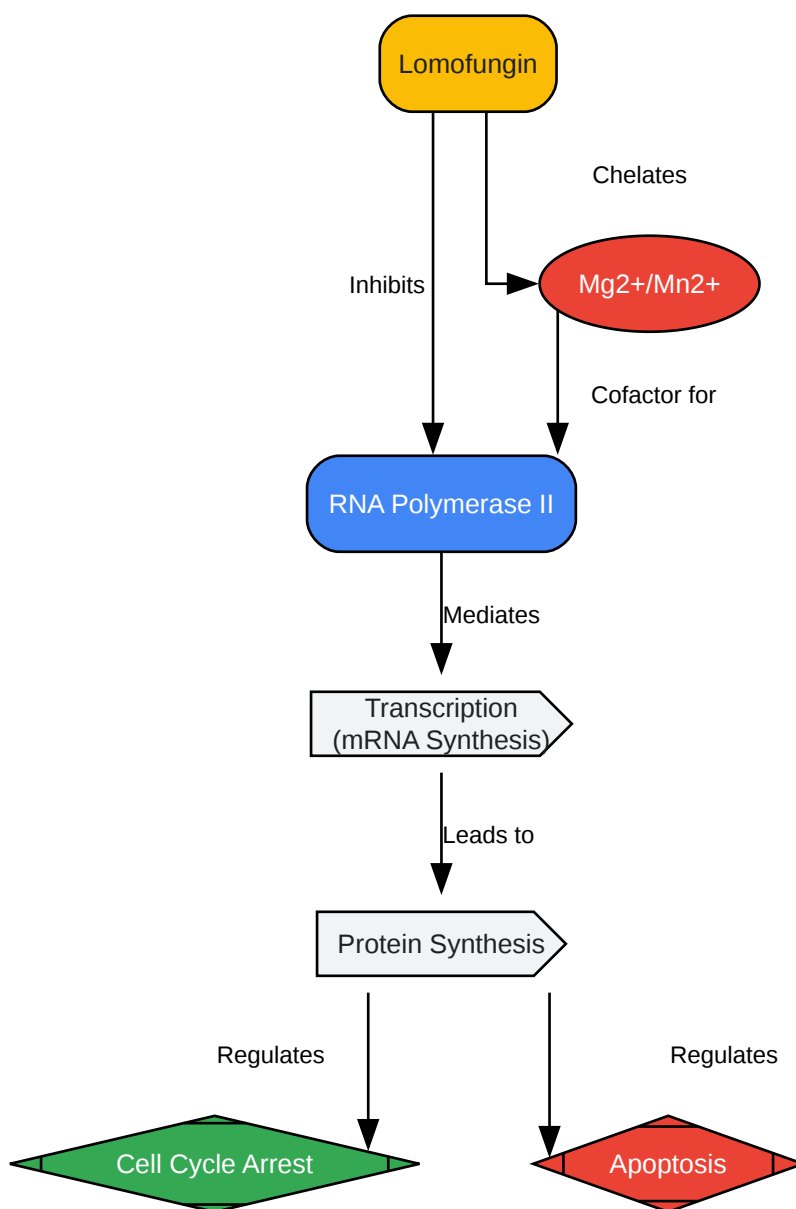 Lomofungin
Chelates
Inhibits
Mg2+/Mn2+
Cofactor for
RNA Polymerase II
Mediates
Transcription
(mRNA Synthesis)
Leads to
Protein Synthesis
Regulates
Regulates
Cell Cycle Arrest
Apoptosis